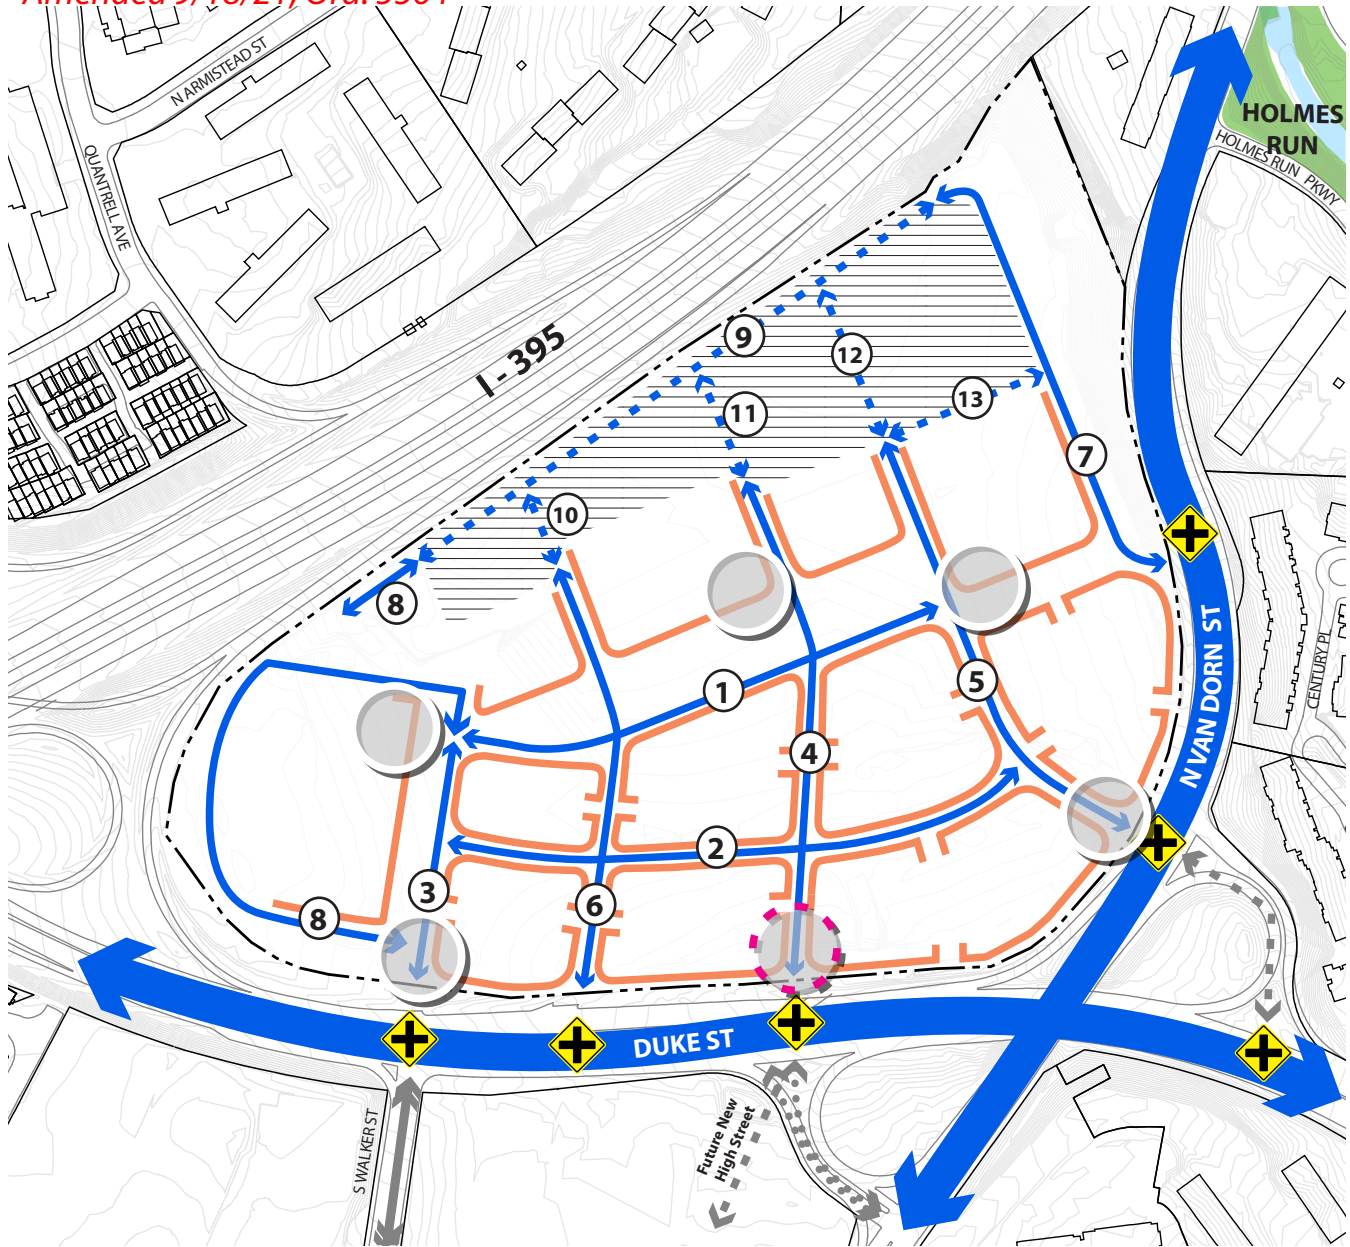 N ARMISTEAD ST
QUANTRELL AVE
HOLMES
RUN
HOLMES RUN PKWY
I - 395
9
12
11
13
7
10
8
1
5
4
2
3
6
8
N VAN DORN ST
CENTURY PL
DUKE ST
S WALKER ST
Future New
High Street